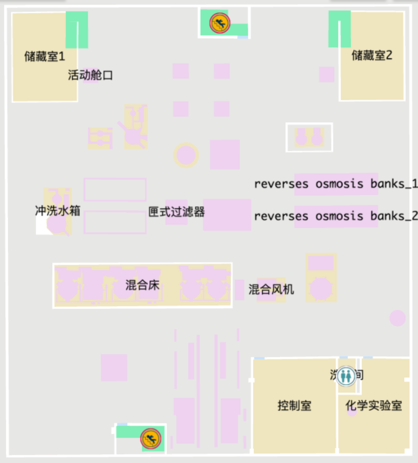 储藏室1
储藏室2
活动舱口
reverses osmosis banks_1
冲洗水箱
匣式过滤器
reverses osmosis banks_2
混合床
混合风机
控制室
化学实验室